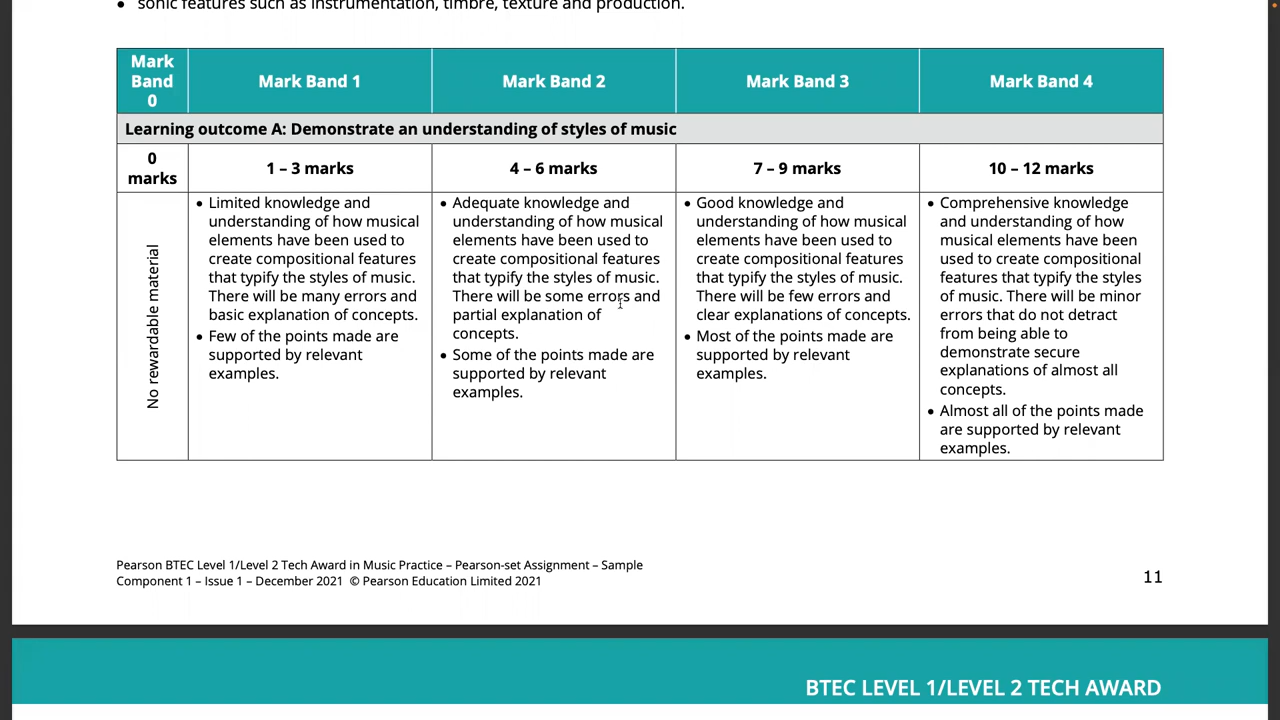 • sonic features such as instrumentation, timbre, texture and production.
Mark
Band
0
Mark Band 1
Mark Band 2
Mark Band 3
Mark Band 4
Learning outcome A: Demonstrate an understanding of styles of music
0
marks
1 – 3 marks
4 – 6 marks
7 – 9 marks
10 – 12 marks
No rewardable material
• Limited knowledge and
understanding of how musical
elements have been used to
create compositional features
that typify the styles of music.
There will be many errors and
basic explanation of concepts.
• Few of the points made are
supported by relevant
examples.
• Adequate knowledge and
understanding of how musical
elements have been used to
create compositional features
that typify the styles of music.
There will be some errors and
partial explanation of
concepts.
• Some of the points made are
supported by relevant
examples.
• Good knowledge and
understanding of how musical
elements have been used to
create compositional features
that typify the styles of music.
There will be few errors and
clear explanations of concepts.
• Most of the points made are
supported by relevant
examples.
• Comprehensive knowledge
and understanding of how
musical elements have been
used to create compositional
features that typify the styles
of music. There will be minor
errors that do not detract
from being able to
demonstrate secure
explanations of almost all
concepts.
• Almost all of the points made
are supported by relevant
examples.
Pearson BTEC Level 1/Level 2 Tech Award in Music Practice – Pearson-set Assignment – Sample
Component 1 – Issue 1 – December 2021 © Pearson Education Limited 2021
11
BTEC LEVEL 1/LEVEL 2 TECH AWARD